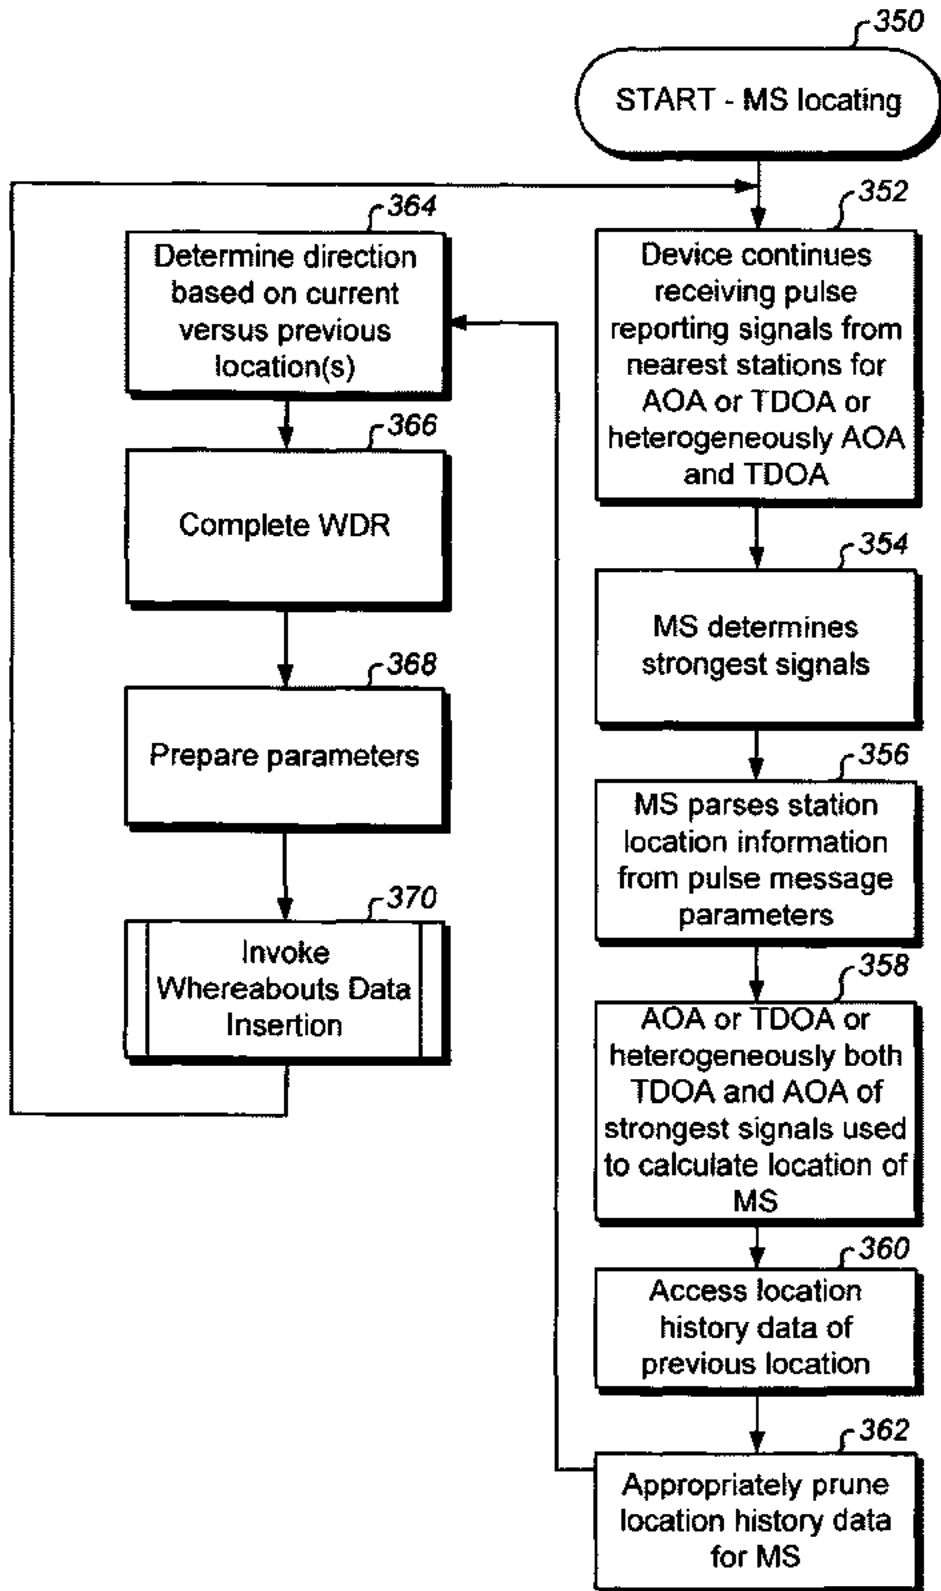 350
START - MS locating
352
Device continues
receiving pulse
reporting signals from
nearest stations for
AOA or TDOA or
heterogeneously AOA
and TDOA
354
MS determines
strongest signals
356
MS parses station
location information
from pulse message
parameters
358
AOA or TDOA or
heterogeneously both
TDOA and AOA of
strongest signals used
to calculate location of
MS
360
Access location
history data of
previous location
362
Appropriately prune
location history data
for MS
364
Determine direction
based on current
versus previous
location(s)
366
Complete WDR
368
Prepare parameters
370
Invoke
Whereabouts Data
Insertion